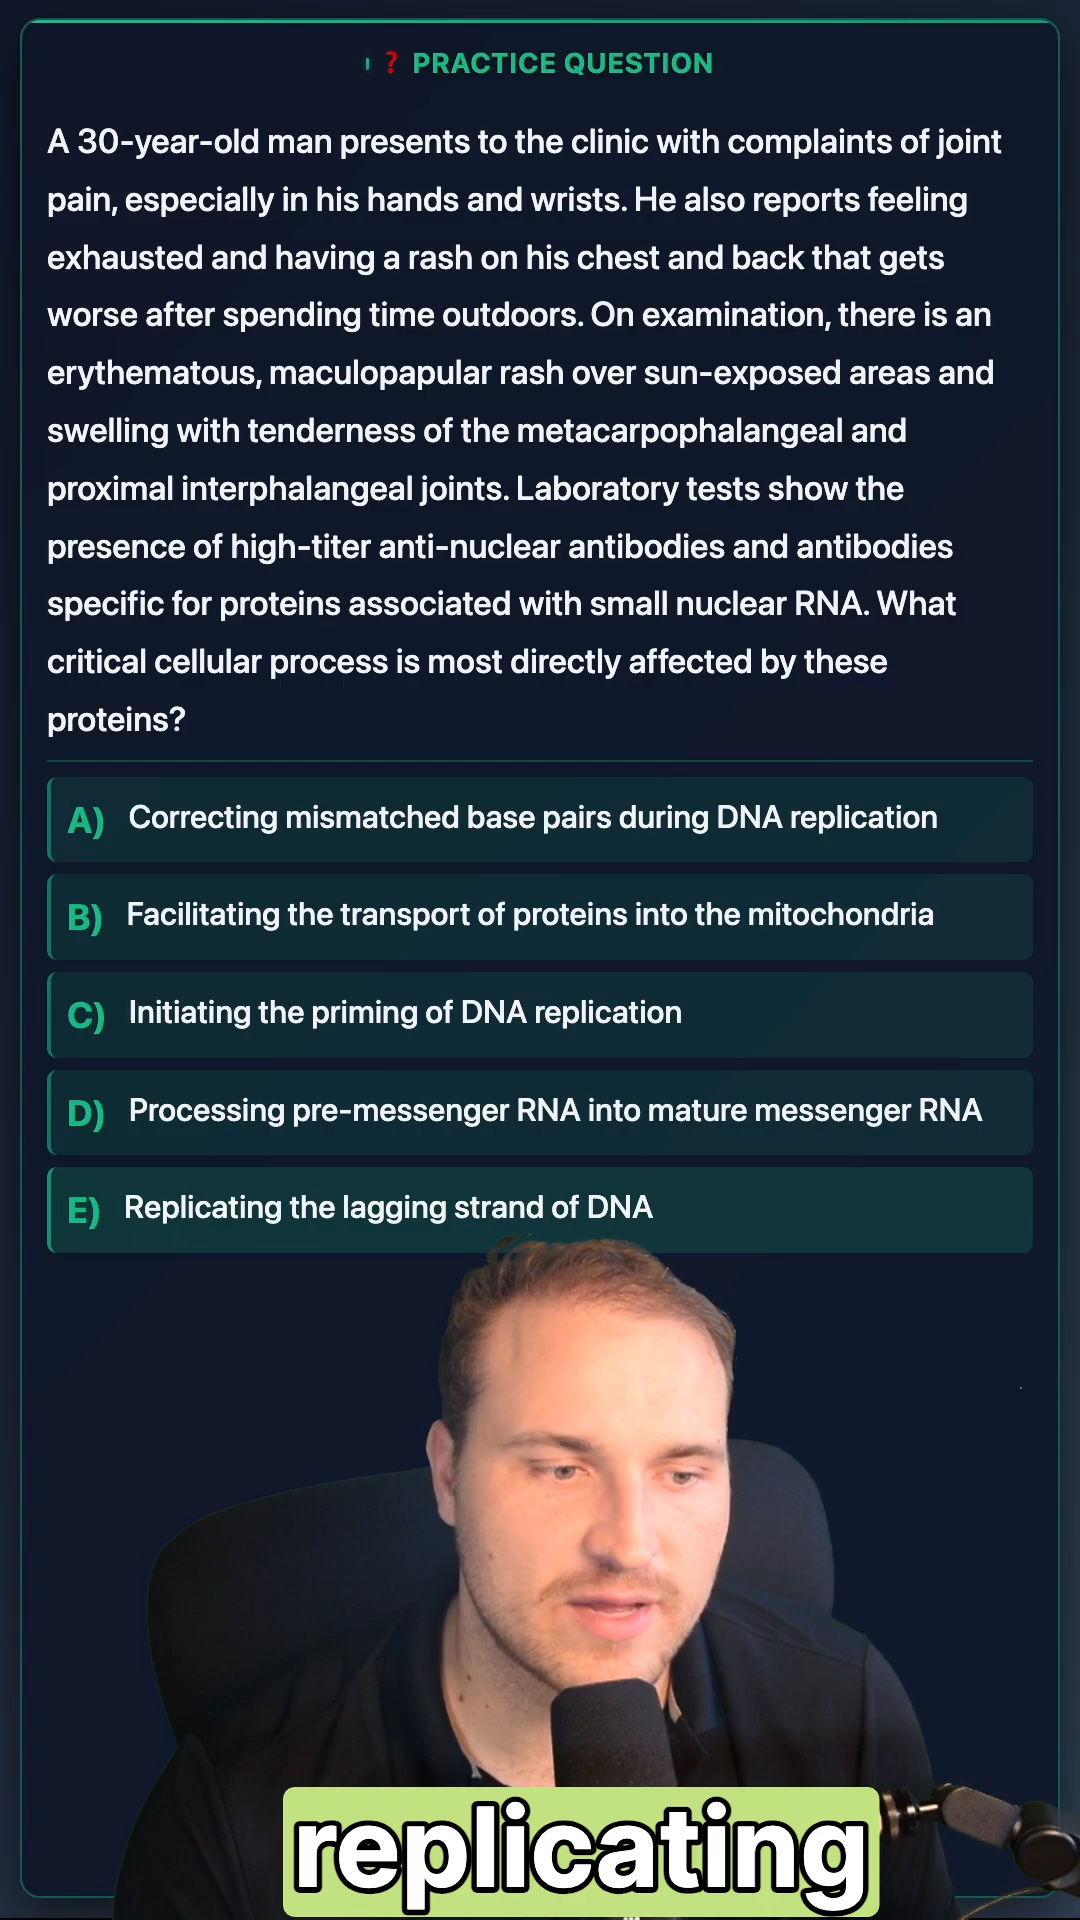 ❓ PRACTICE QUESTION
A 30-year-old man presents to the clinic with complaints of joint
pain, especially in his hands and wrists. He also reports feeling
exhausted and having a rash on his chest and back that gets
worse after spending time outdoors. On examination, there is an
erythematous, maculopapular rash over sun-exposed areas and
swelling with tenderness of the metacarpophalangeal and
proximal interphalangeal joints. Laboratory tests show the
presence of high-titer anti-nuclear antibodies and antibodies
specific for proteins associated with small nuclear RNA. What
critical cellular process is most directly affected by these
proteins?
A) Correcting mismatched base pairs during DNA replication
B) Facilitating the transport of proteins into the mitochondria
C) Initiating the priming of DNA replication
D) Processing pre-messenger RNA into mature messenger RNA
E) Replicating the lagging strand of DNA
replicating